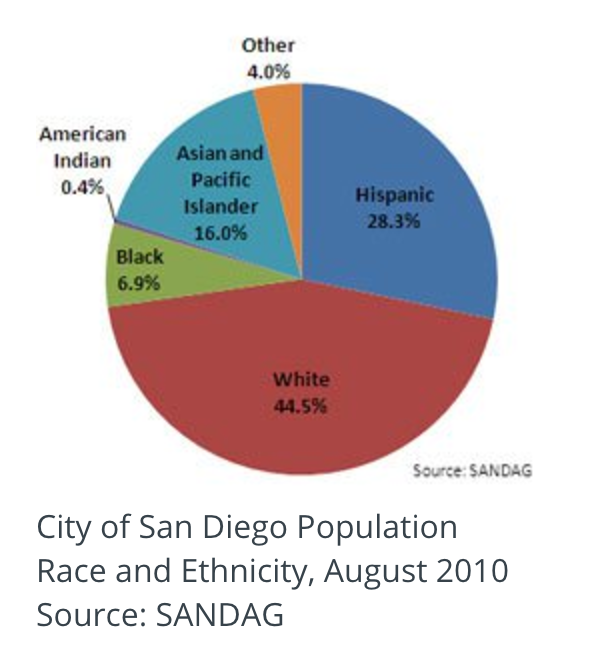 Other
4.0%
American
Indian
0.4%
Asian and
Pacific
Islander
16.0%
Hispanic
28.3%
Black
6.9%
White
44.5%
Source: SANDAG
City of San Diego Population
Race and Ethnicity, August 2010
Source: SANDAG